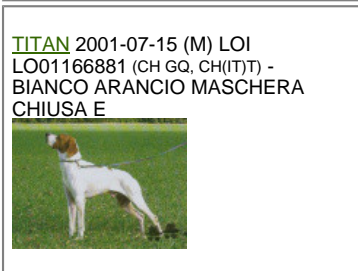 TITAN 2001-07-15 (M) LOI
LO01166881 (CH GQ, CH(IT)T) -
BIANCO ARANCIO MASCHERA
CHIUSA E